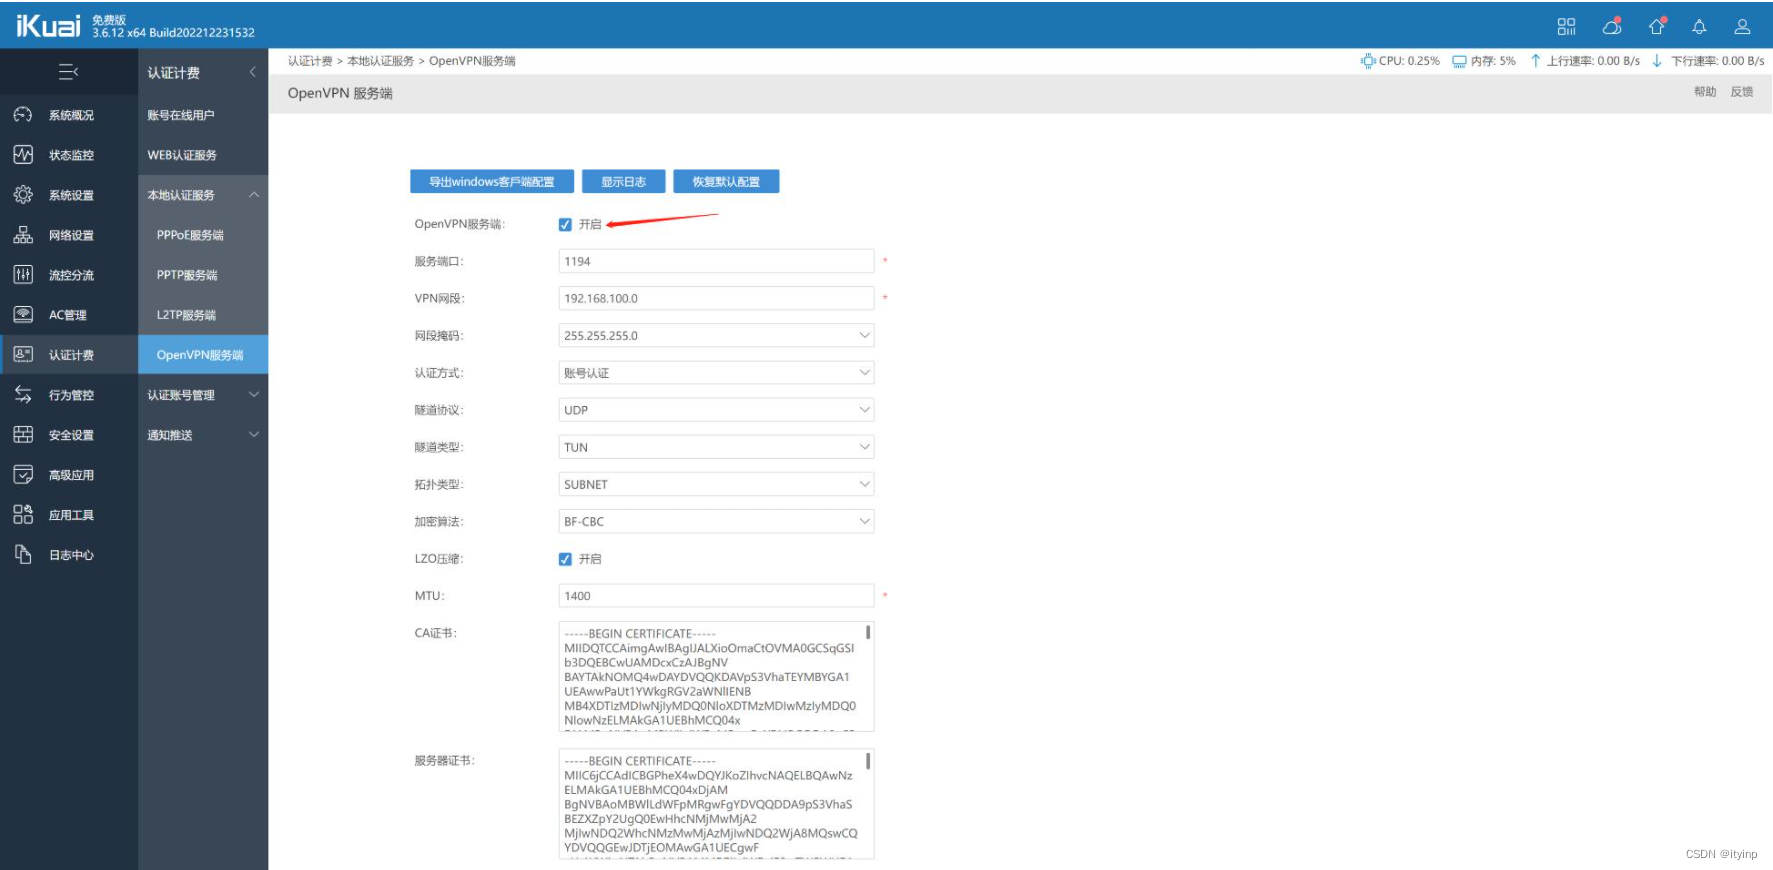 iKuai 免费版
3.6.12 x64 Build202212231532
认证计费
系统概况
状态监控
系统设置
网络设置
流控分流
AC管理
认证计费
行为管控
安全设置
高级应用
应用工具
日志中心
账号在线用户
WEB认证服务
本地认证服务
PPPoE服务端
PPTP服务端
L2TP服务端
OpenVPN服务端
认证账号管理
通知推送
认证计费 > 本地认证服务 > OpenVPN服务端
CPU: 0.25% 内存: 5% 上行速率: 0.00 B/s 下行速率: 0.00 B/s
OpenVPN 服务端
帮助 反馈
导出windows客戶端配置 显示日志 恢复默认配置
OpenVPN服务端: 开启
服务端口: 1194 *
VPN网段: 192.168.100.0 *
网段掩码: 255.255.255.0
认证方式: 账号认证
隧道协议: UDP
隧道类型: TUN
拓扑类型: SUBNET
加密算法: BF-CBC
LZO压缩: 开启
MTU: 1400 *
CA证书:
-----BEGIN CERTIFICATE-----
MIIDQTCCAimgAwIBAgIJALXioOmaCtOVMA0GCSqGSI
b3DQEBCwUAMDcxCzAJBgNV
BAYTAkNOMQ4wDAYDVQQKDAVpS3VhaTEYMBYGA1
UEAwwPaUt1YWkgRGV2aWNlIENB
MB4XDTIzMDIwNjIyMDQ0NloXDTMzMDIwMzIyMDQ0
NlowNzELMAkGA1UEBhMCQ04x
服务器证书:
-----BEGIN CERTIFICATE-----
MIIC6jCCAdICBGPheX4wDQYJKoZIhvcNAQELBQAwNz
ELMAkGA1UEBhMCQ04xDjAM
BgNVBAoMBWlLdWFpMRgwFgYDVQQDDA9pS3VhaS
BEZXZpY2UgQ0EwHhcNMjMwMjA2
MjIwNDQ2WhcNMzMwMjAzMjIwNDQ2WjA8MQswCQ
YDVQQGEwJDTjEOMAwGA1UECgwF
CSDN @ityinp